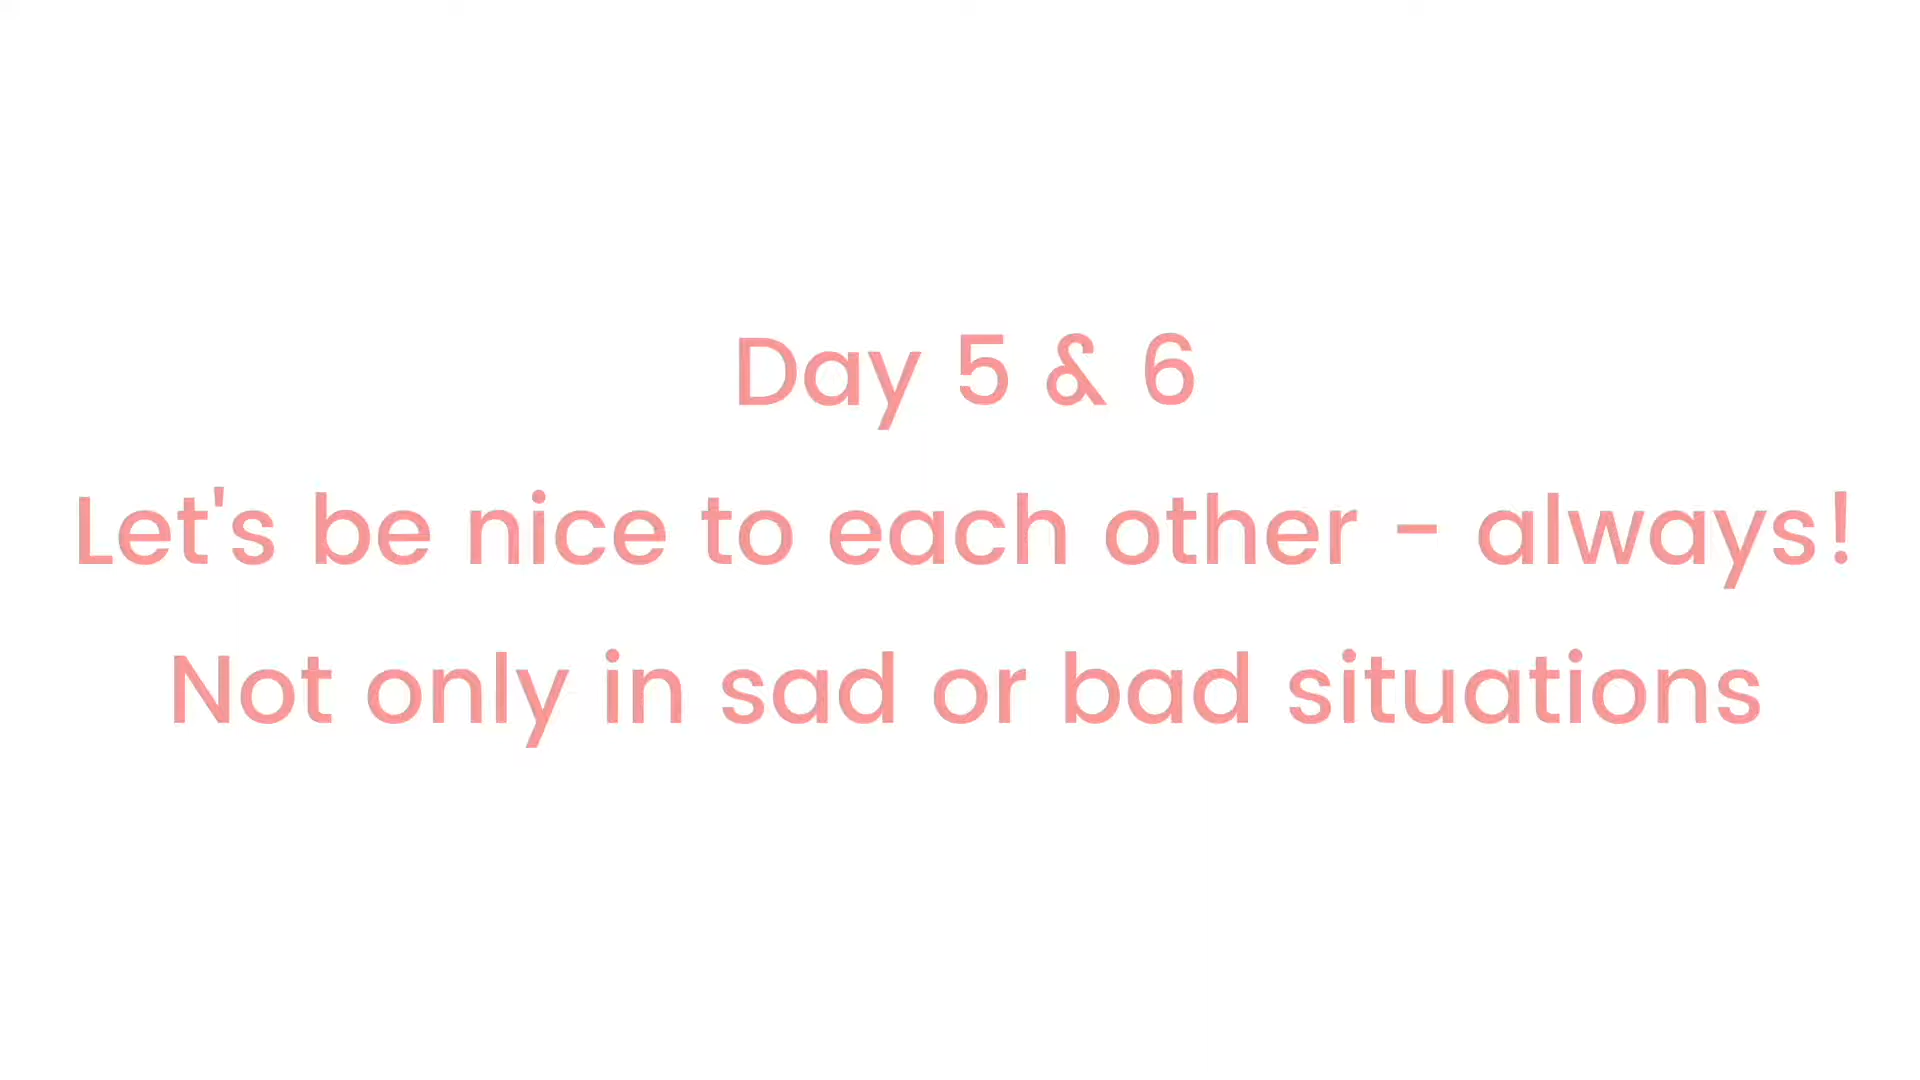 Day 5 & 6
Let's be nice to each other - always!
Not only in sad or bad situations